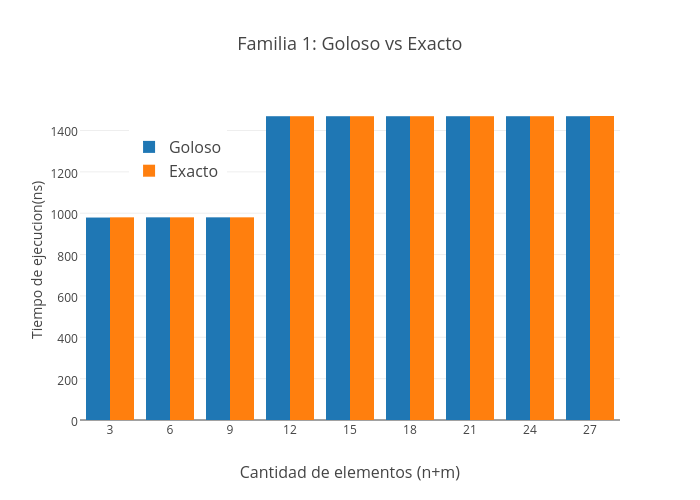 Familia 1: Goloso vs Exacto
Goloso
Exacto
Tiempo de ejecucion(ns)
1400
1200
1000
800
600
400
200
0
3 6 9 12 15 18 21 24 27
Cantidad de elementos (n+m)